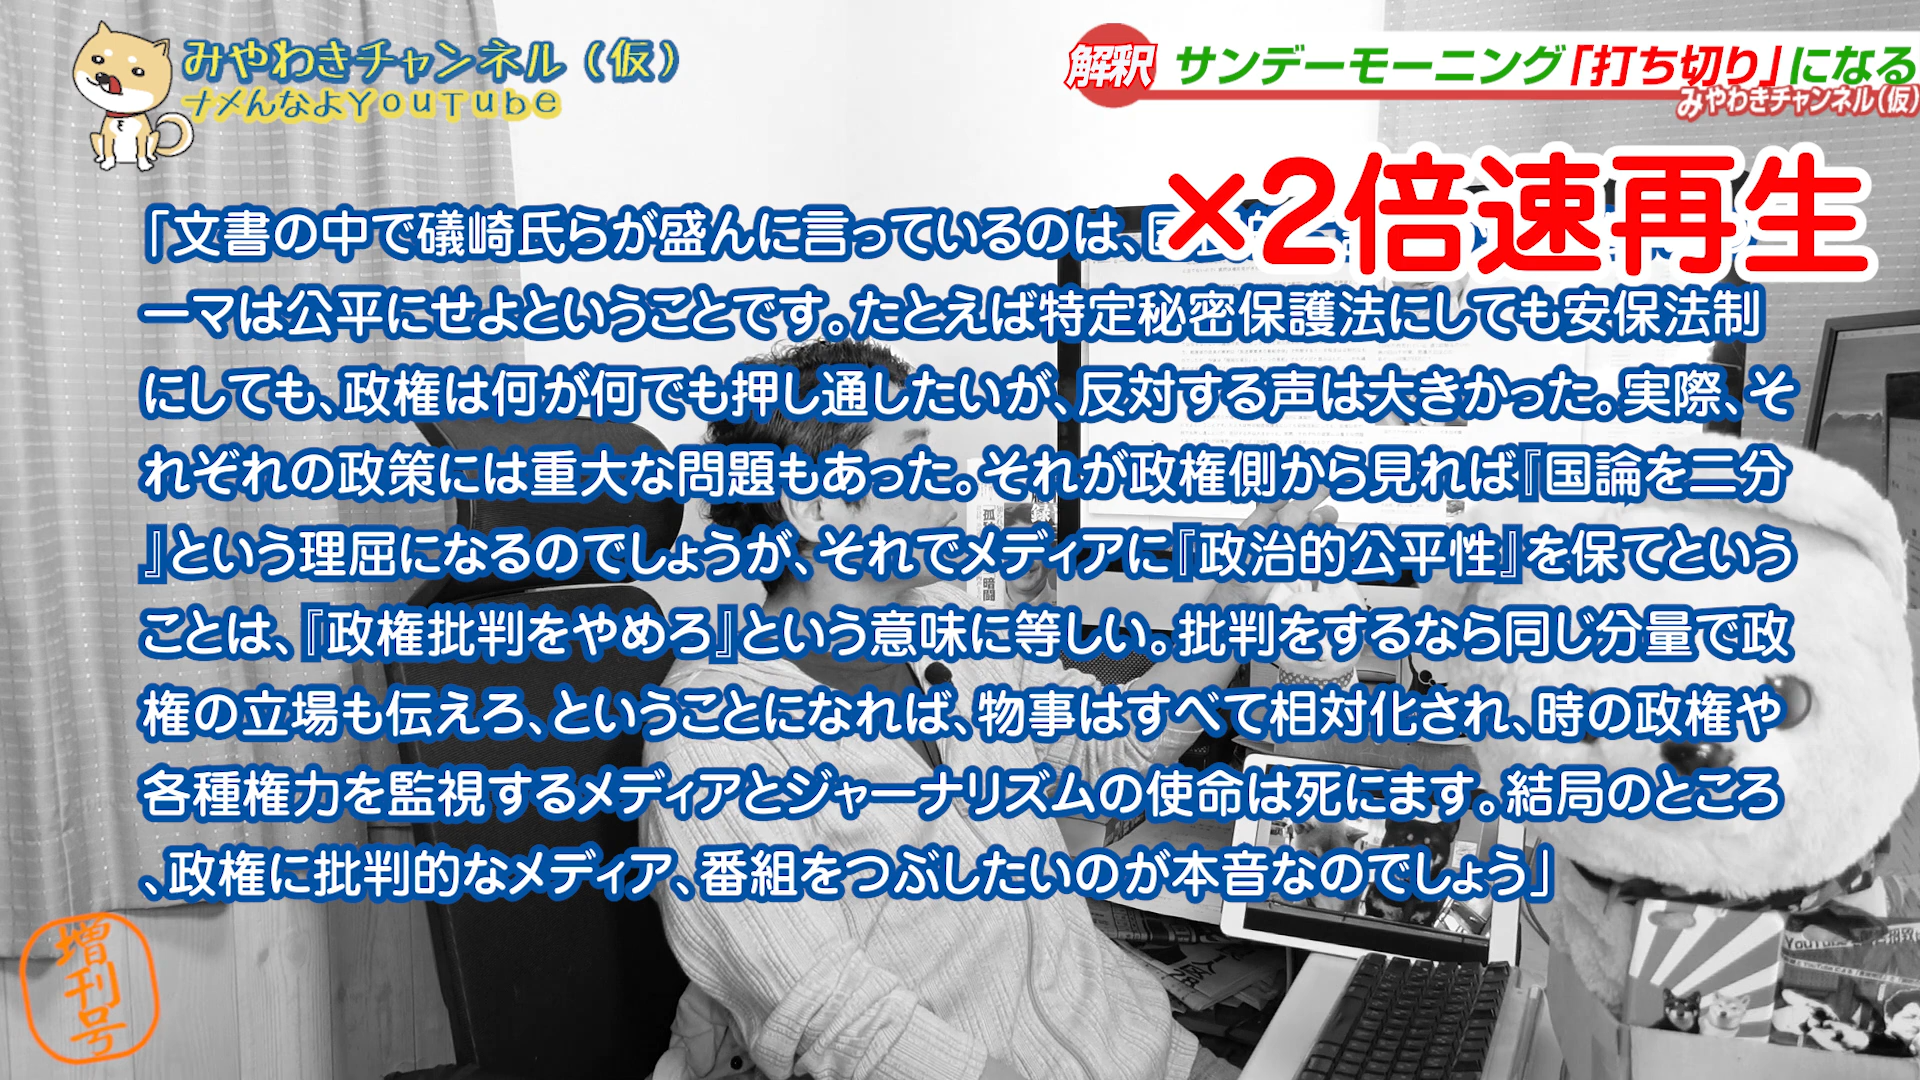 みやわきチャンネル（仮）
ナメんなよYouTube
解釈
サンデーモーニング「打ち切り」になる
みやわきチャンネル（仮）
×2倍速再生
「文書の中で礒崎氏らが盛んに言っているのは、国
ーマは公平にせよということです。たとえば特定秘密保護法にしても安保法制
にしても、政権は何が何でも押し通したいが、反対する声は大きかった。実際、そ
れぞれの政策には重大な問題もあった。それが政権側から見れば『国論を二分
』という理屈になるのでしょうが、それでメディアに『政治的公平性』を保てという
ことは、『政権批判をやめろ』という意味に等しい。批判をするなら同じ分量で政
権の立場も伝えろ、ということになれば、物事はすべて相対化され、時の政権や
各種権力を監視するメディアとジャーナリズムの使命は死にます。結局のところ
、政権に批判的なメディア、番組をつぶしたいのが本音なのでしょう」
増刊号